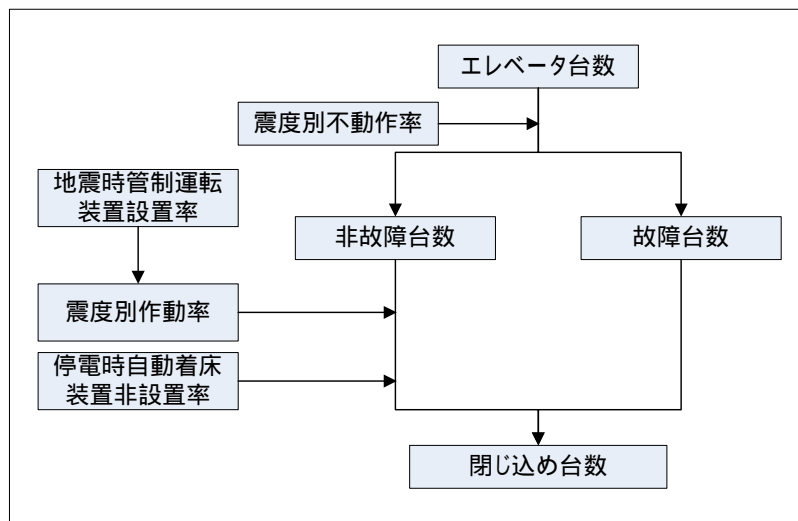 エレベータ台数
震度別不動作率
地震時管制運転
装置設置率
非故障台数
故障台数
震度別作動率
停電時自動着床
装置非設置率
閉じ込め台数